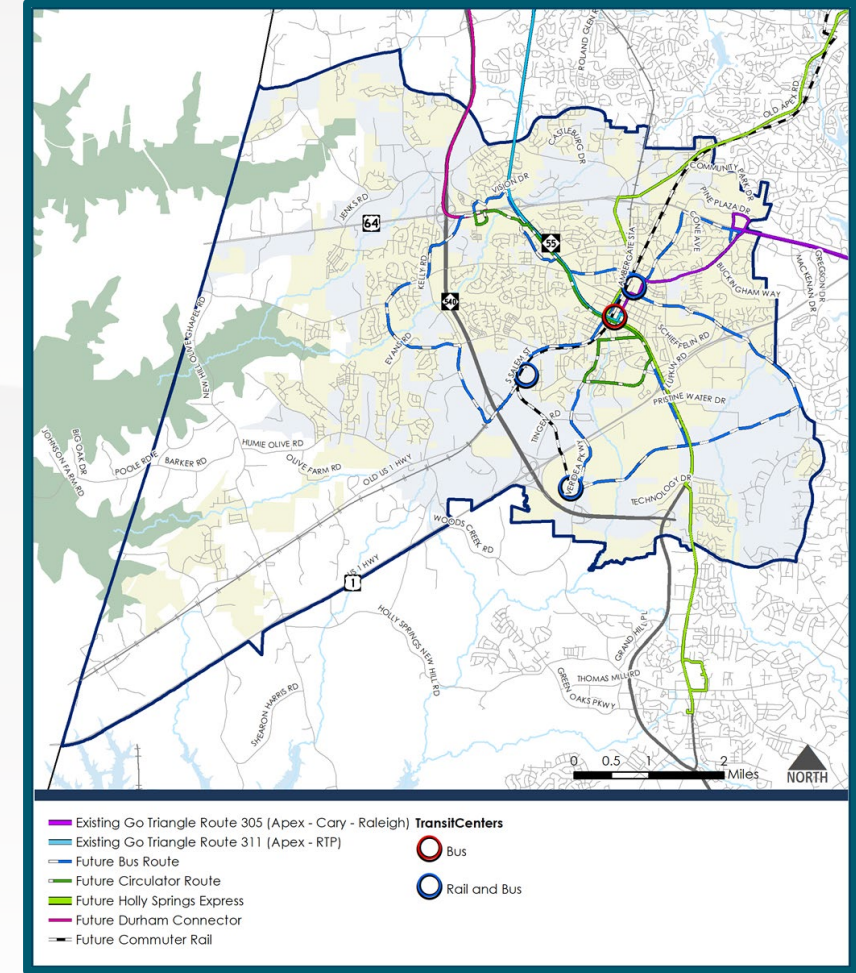 ROLAND GLEN R
OLD APEX RD
CASTLEBURG DR
COMMUNITY
PARK DR
VISION DR
PINE PLAZA DR
JENKS RD
64
CONE AVE
55
AMBERGATE STA
KELLY RD
BUCKINGHAM WAY
GREGSON DR
MACKENAN DR
540
NEW HILL OLIVE CHAPEL RD
EVANS RD
SCHIEFFELIN RD
S SALEM ST
LUFKIN RD
PRISTINE WATER DR
TINGEN RD
BIG OAK DR
JOHNSON FARM RD
HUMIE OLIVE RD
POOLE RD
BARKER RD
OLIVE FARM RD
OLD US 1 HWY
VERIDEA PKWY
TECHNOLOGY DR
WOODS CREEK RD
US 1 HWY
1
HOLLY SPRINGS NEW HILL RD
GRAND HILL PL
THOMAS MILL RD
GREEN OAKS PKWY
SHEARON HARRIS RD
0 0.5 1 2
Miles
NORTH
Existing Go Triangle Route 305 (Apex - Cary - Raleigh)
Existing Go Triangle Route 311 (Apex - RTP)
Future Bus Route
Future Circulator Route
Future Holly Springs Express
Future Durham Connector
Future Commuter Rail
TransitCenters
Bus
Rail and Bus